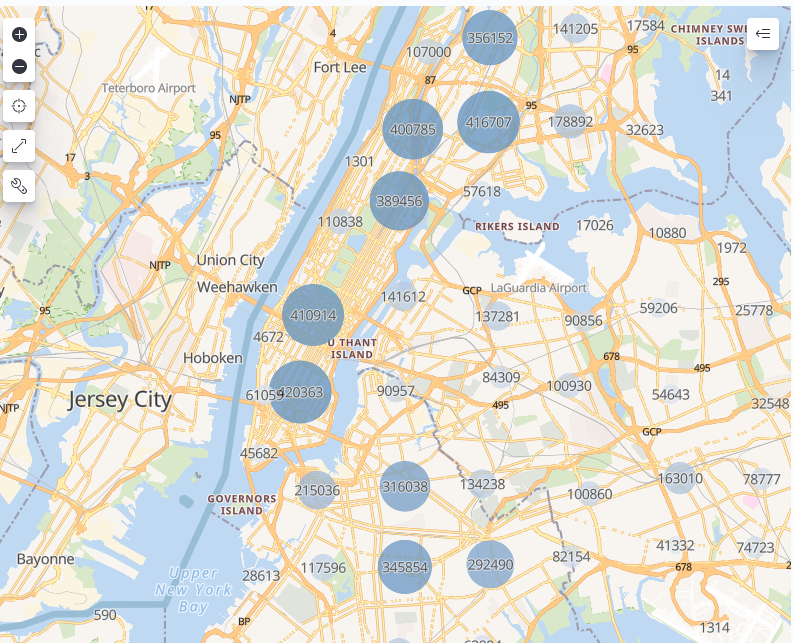 4
17
356152
141205
17584
CHIMNEY SWE
ISLANDS
107000
95
Fort Lee
87
14
341
Teterboro Airport
NJTP
95
400785
416707
178892
32623
95
17
3
1301
389456
57618
110838
RIKERS ISLAND
17026
10880
1972
Union City
NJTP
Weehawken
GCP
LaGuardia Airport
295
141612
59206
25778
95
410914
137281
90856
4672
U THANT
ISLAND
Hoboken
678
495
84309
100930
Jersey City
NJTP
61059
420363
90957
495
54643
32548
GCP
45682
215036
316038
134238
100860
163010
78777
GOVERNORS
ISLAND
Bayonne
41332
74723
82154
117596
345854
292490
28613
678
2
Upper
New York
Bay
590
BP
1314